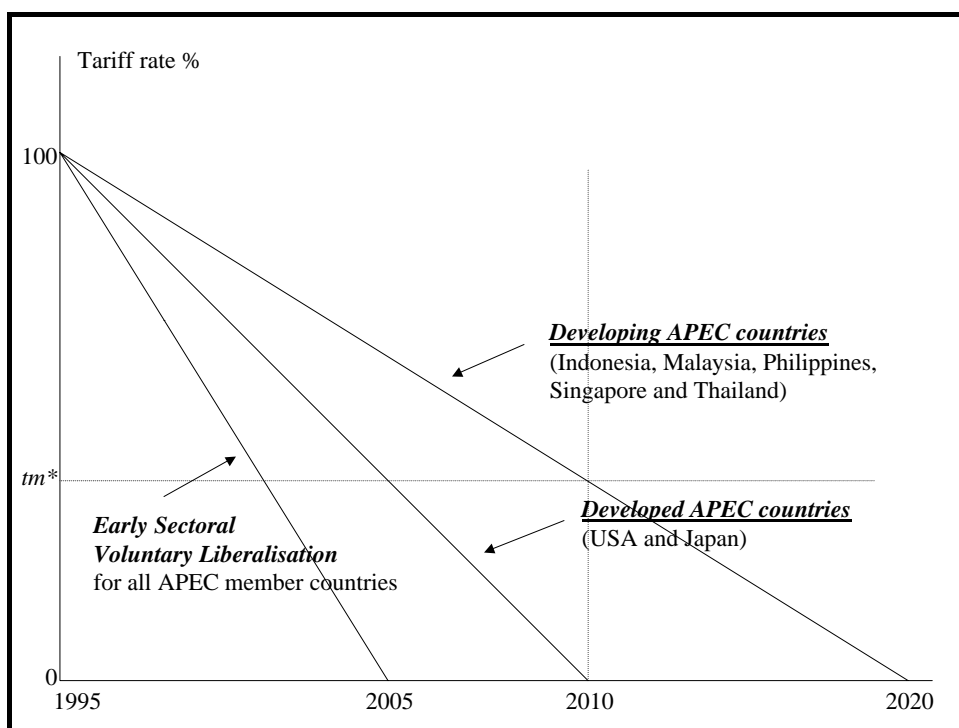 Tariff rate %
100
Developing APEC countries
(Indonesia, Malaysia, Philippines,
Singapore and Thailand)
tm*
Early Sectoral
Voluntary Liberalisation
for all APEC member countries
Developed APEC countries
(USA and Japan)
0
1995
2005
2010
2020